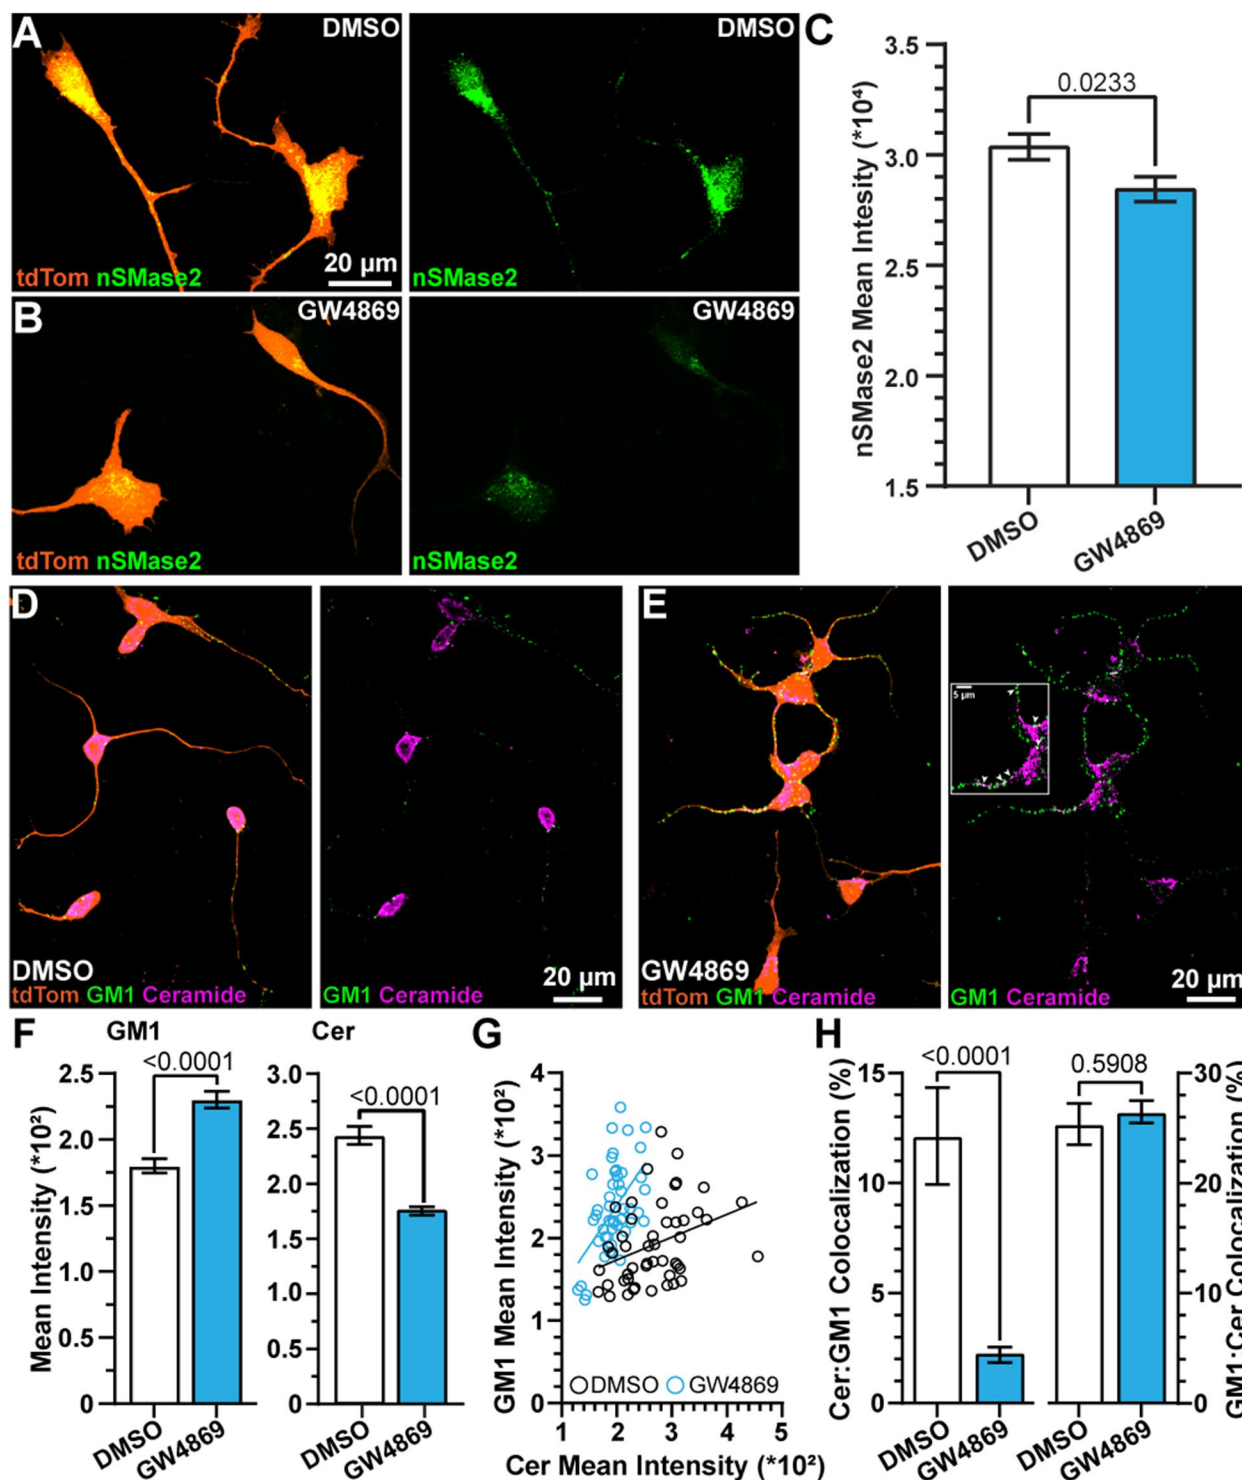 A
DMSO
tdTom nSMase2
20 µm
DMSO
nSMase2
B
GW4869
tdTom nSMase2
GW4869
nSMase2
C
nSMase2 Mean Intesity (*10⁴)
3.5
3.0
2.5
2.0
1.5
0.0233
DMSO
GW4869
D
DMSO
tdTom GM1 Ceramide
20 µm
GM1 Ceramide
E
GW4869
tdTom GM1 Ceramide
5 µm
20 µm
GM1 Ceramide
F
GM1
Mean Intensity (*10²)
2.5
2.0
1.5
1.0
0.5
0
<0.0001
DMSO
GW4869
Cer
3.0
2.5
2.0
1.5
1.0
0.5
0
<0.0001
DMSO
GW4869
G
GM1 Mean Intensity (*10²)
4
3
2
1
0
DMSO GW4869
1 2 3 4 5
Cer Mean Intensity (*10²)
H
Cer:GM1 Colocalization (%)
15
10
5
0
<0.0001
DMSO
GW4869
0.5908
DMSO
GW4869
30
20
10
0
GM1:Cer Colocalization (%)